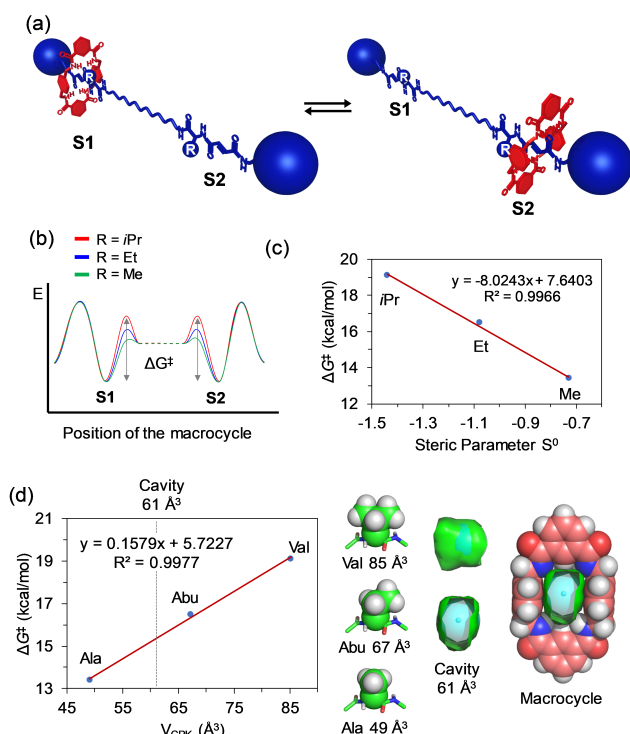 (a)
R
S1
R
S2
R
S1
R
S2
(b)
R = iPr
R = Et
R = Me
E
ΔG‡
S1
S2
Position of the macrocycle
(c)
ΔG‡ (kcal/mol)
20
18
16
14
12
y = -8.0243x + 7.6403
R² = 0.9966
iPr
Et
Me
-1.5
-1.3
-1.1
-0.9
-0.7
Steric Parameter S⁰
(d)
Cavity
61 Å³
ΔG‡ (kcal/mol)
21
19
17
15
13
y = 0.1579x + 5.7227
R² = 0.9977
Val
Abu
Ala
45
55
65
75
85
V_CPK (Å³)
Val 85 Å³
Abu 67 Å³
Ala 49 Å³
Cavity
61 Å³
Macrocycle